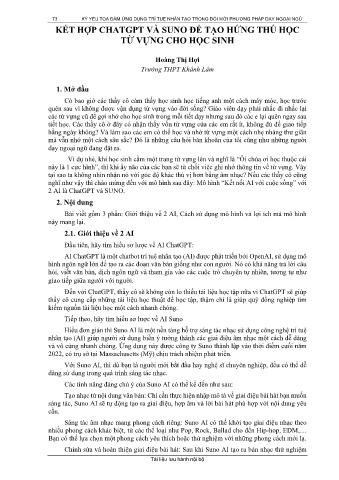 73 KỶ YẾU TỌA ĐÀM ỨNG DỤNG TRÍ TUỆ NHÂN TẠO TRONG ĐỔI MỚI PHƯƠNG PHÁP DẠY NGOẠI NGỮ
KẾT HỢP CHATGPT VÀ SUNO ĐỂ TẠO HỨNG THÚ HỌC
TỪ VỰNG CHO HỌC SINH
Hoàng Thị Hợi
Trường THPT Khánh Lâm
1. Mở đầu
Có bao giờ các thầy cô cảm thấy học sinh học tiếng anh một cách máy móc, học trước
quên sau vì không được vận dụng từ vựng vào đời sống? Giáo viên dạy phải nhắc đi nhắc lại
các từ vựng cũ để gợi nhớ cho học sinh trong mỗi tiết dạy nhưng sau đó các e lại quên ngay sau
tiết học. Các thầy cô ở đây có nhận thấy vốn từ vựng của các em rất ít, không đủ để giao tiếp
hằng ngày không? Và làm sao các em có thể học và nhớ từ vựng một cách nhẹ nhàng thư giãn
mà vẫn nhớ một cách sâu sắc? Đó là những câu hỏi băn khoăn của tôi cũng như những người
dạy ngoại ngữ đang đặt ra.
Ví dụ nhỏ, khi học sinh cầm một trang từ vựng lên và nghĩ là “Ôi chúa ơi học thuộc cái
này là 1 cực hình”, thì khi ấy não của các bạn sẽ từ chối việc ghi nhớ thông tin về từ vựng. Vậy
tại sao ta không nhìn nhận nó với góc độ khác thú vị hơn bằng âm nhạc? Nếu các thầy cô cũng
nghĩ như vậy thì chào mừng đến với mô hình sau đây: Mô hình “Kết nối AI với cuộc sống” với
2 AI là ChatGPT và SUNO.
2. Nội dung
Bài viết gồm 3 phần: Giới thiệu về 2 AI, Cách sử dụng mô hình và lợi ích mà mô hình
này mang lại.
2.1. Giới thiệu về 2 AI
Đầu tiên, hãy tìm hiểu sơ lược về AI ChatGPT:
AI ChatGPT là một chatbot trí tuệ nhân tạo (AI) được phát triển bởi OpenAI, sử dụng mô
hình ngôn ngữ lớn để tạo ra các đoạn văn bản giống như con người. Nó có khả năng trả lời câu
hỏi, viết văn bản, dịch ngôn ngữ và tham gia vào các cuộc trò chuyện tự nhiên, tương tự như
giao tiếp giữa người với người.
Đến với ChatGPT, thầy cô sẽ không còn lo thiếu tài liệu học tập nữa vì ChatGPT sẽ giúp
thầy cô cung cấp những tài liệu học thuật để học tập, thậm chí là giúp quý đồng nghiệp tìm
kiếm nguồn tài liệu học một cách nhanh chóng.
Tiếp theo, hãy tìm hiểu sơ lược về AI Suno
Hiểu đơn giản thì Suno AI là một nền tảng hỗ trợ sáng tác nhạc sử dụng công nghệ trí tuệ
nhân tạo (AI) giúp người sử dụng biến ý tưởng thành các giai điệu âm nhạc một cách dễ dàng
và vô cùng nhanh chóng. Ứng dụng này được công ty Suno thành lập vào thời điểm cuối năm
2022, có trụ sở tại Massachusetts (Mỹ) chịu trách nhiệm phát triển.
Với Suno AI, thì dù bạn là người mới bắt đầu hay nghệ sĩ chuyên nghiệp, đều có thể dễ
dàng sử dụng trong quá trình sáng tác nhạc.
Các tính năng đáng chú ý của Suno AI có thể kể đến như sau:
Tạo nhạc từ nội dung văn bản: Chỉ cần thực hiện nhập mô tả về giai điệu bài hát bạn muốn
sáng tác, Suno AI sẽ tự động tạo ra giai điệu, hợp âm và lời bài hát phù hợp với nội dung yêu
cầu.
Sáng tác âm nhạc mang phong cách riêng: Suno AI có thể khởi tạo giai điệu nhạc theo
nhiều phong cách khác biệt, từ các thể loại như Pop, Rock, Ballad cho đến Hip-hop, EDM,...
Bạn có thể lựa chọn một phong cách yêu thích hoặc thử nghiệm với những phong cách mới lạ.
Chỉnh sửa và hoàn thiện giai điệu bài hát: Sau khi Suno AI tạo ra bản nhạc thử nghiệm
Tài liệu lưu hành nội bộ